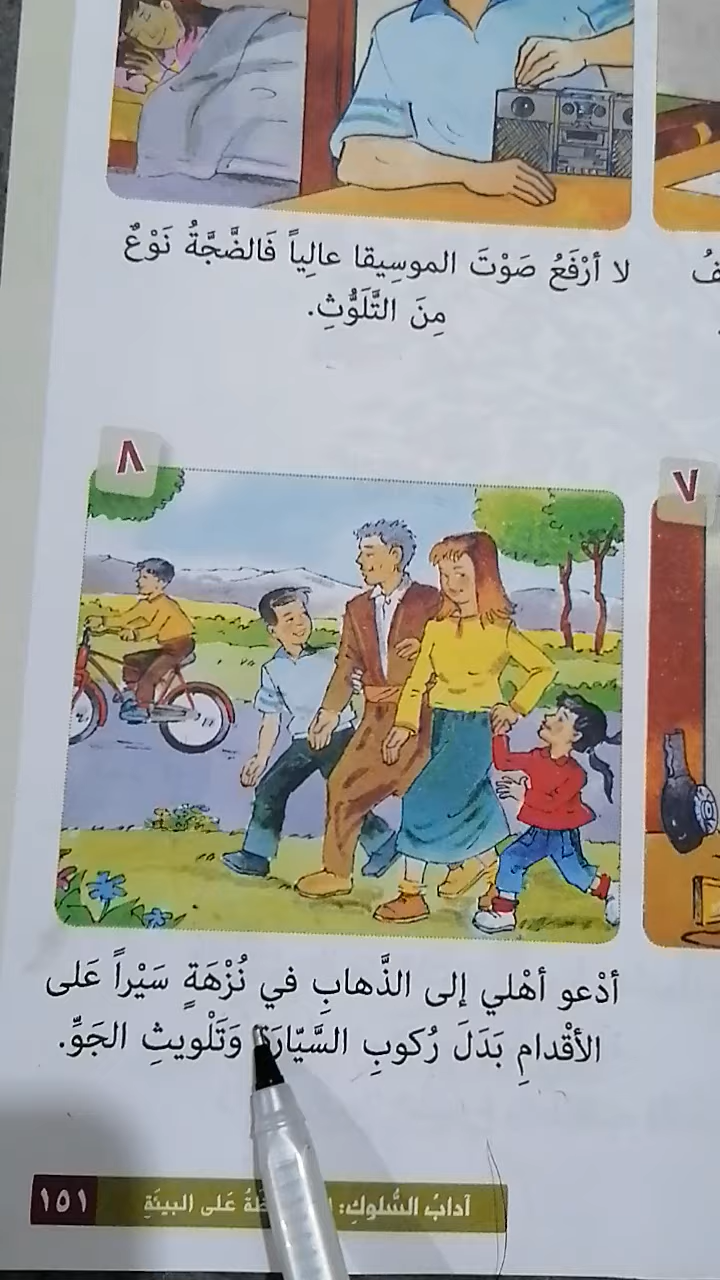 لا أرْفَعُ صَوْتَ الموسِيقا عالِياً فَالضَّجَّةُ نَوْعٌ
مِنَ التَّلَوُّثِ.
٧
٨
أدْعو أهْلي إلى الذَّهابِ في نُزْهَةٍ سَيْراً عَلى
الأقْدامِ بَدَلَ رُكوبِ السَّيّارَةِ وَتَلْويثِ الجَوِّ.
آدابُ السُّلوكِ: عَلى البيئَةِ
١٥١